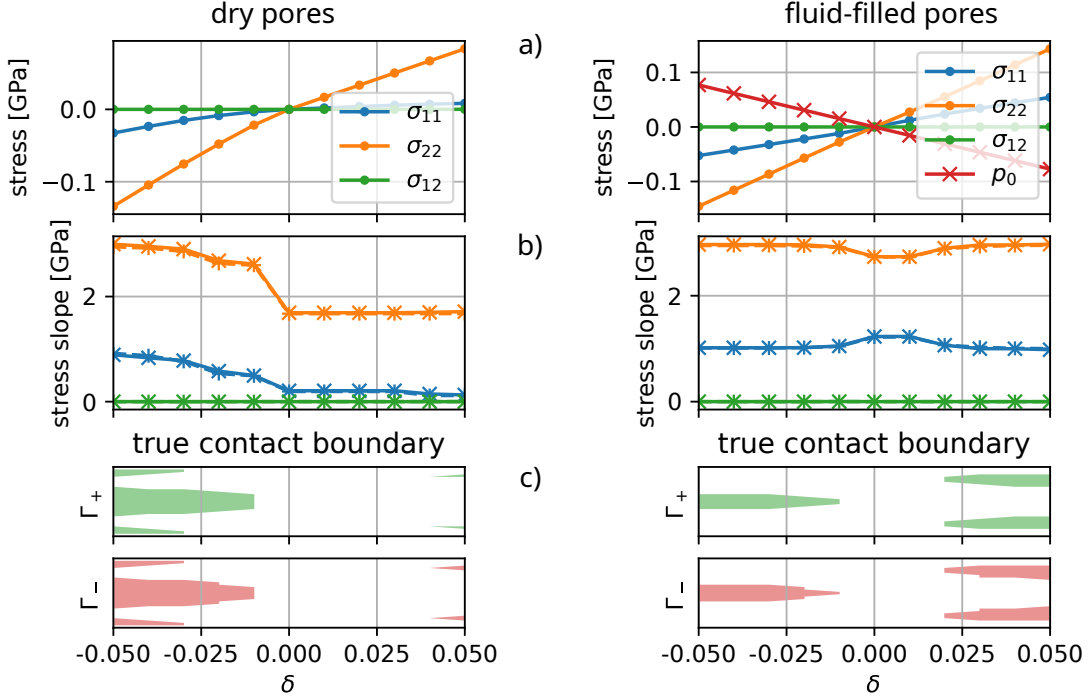 dry pores
fluid-filled pores
a)
stress [GPa]
0.0
−0.1
σ11
σ22
σ12
stress [GPa]
0.1
0.0
−0.1
σ11
σ22
σ12
p0
b)
stress slope [GPa]
2
0
stress slope [GPa]
2
0
true contact boundary
true contact boundary
c)
Γ+
Γ+
Γ−
Γ−
-0.050 -0.025 0.000 0.025 0.050
-0.050 -0.025 0.000 0.025 0.050
δ
δ